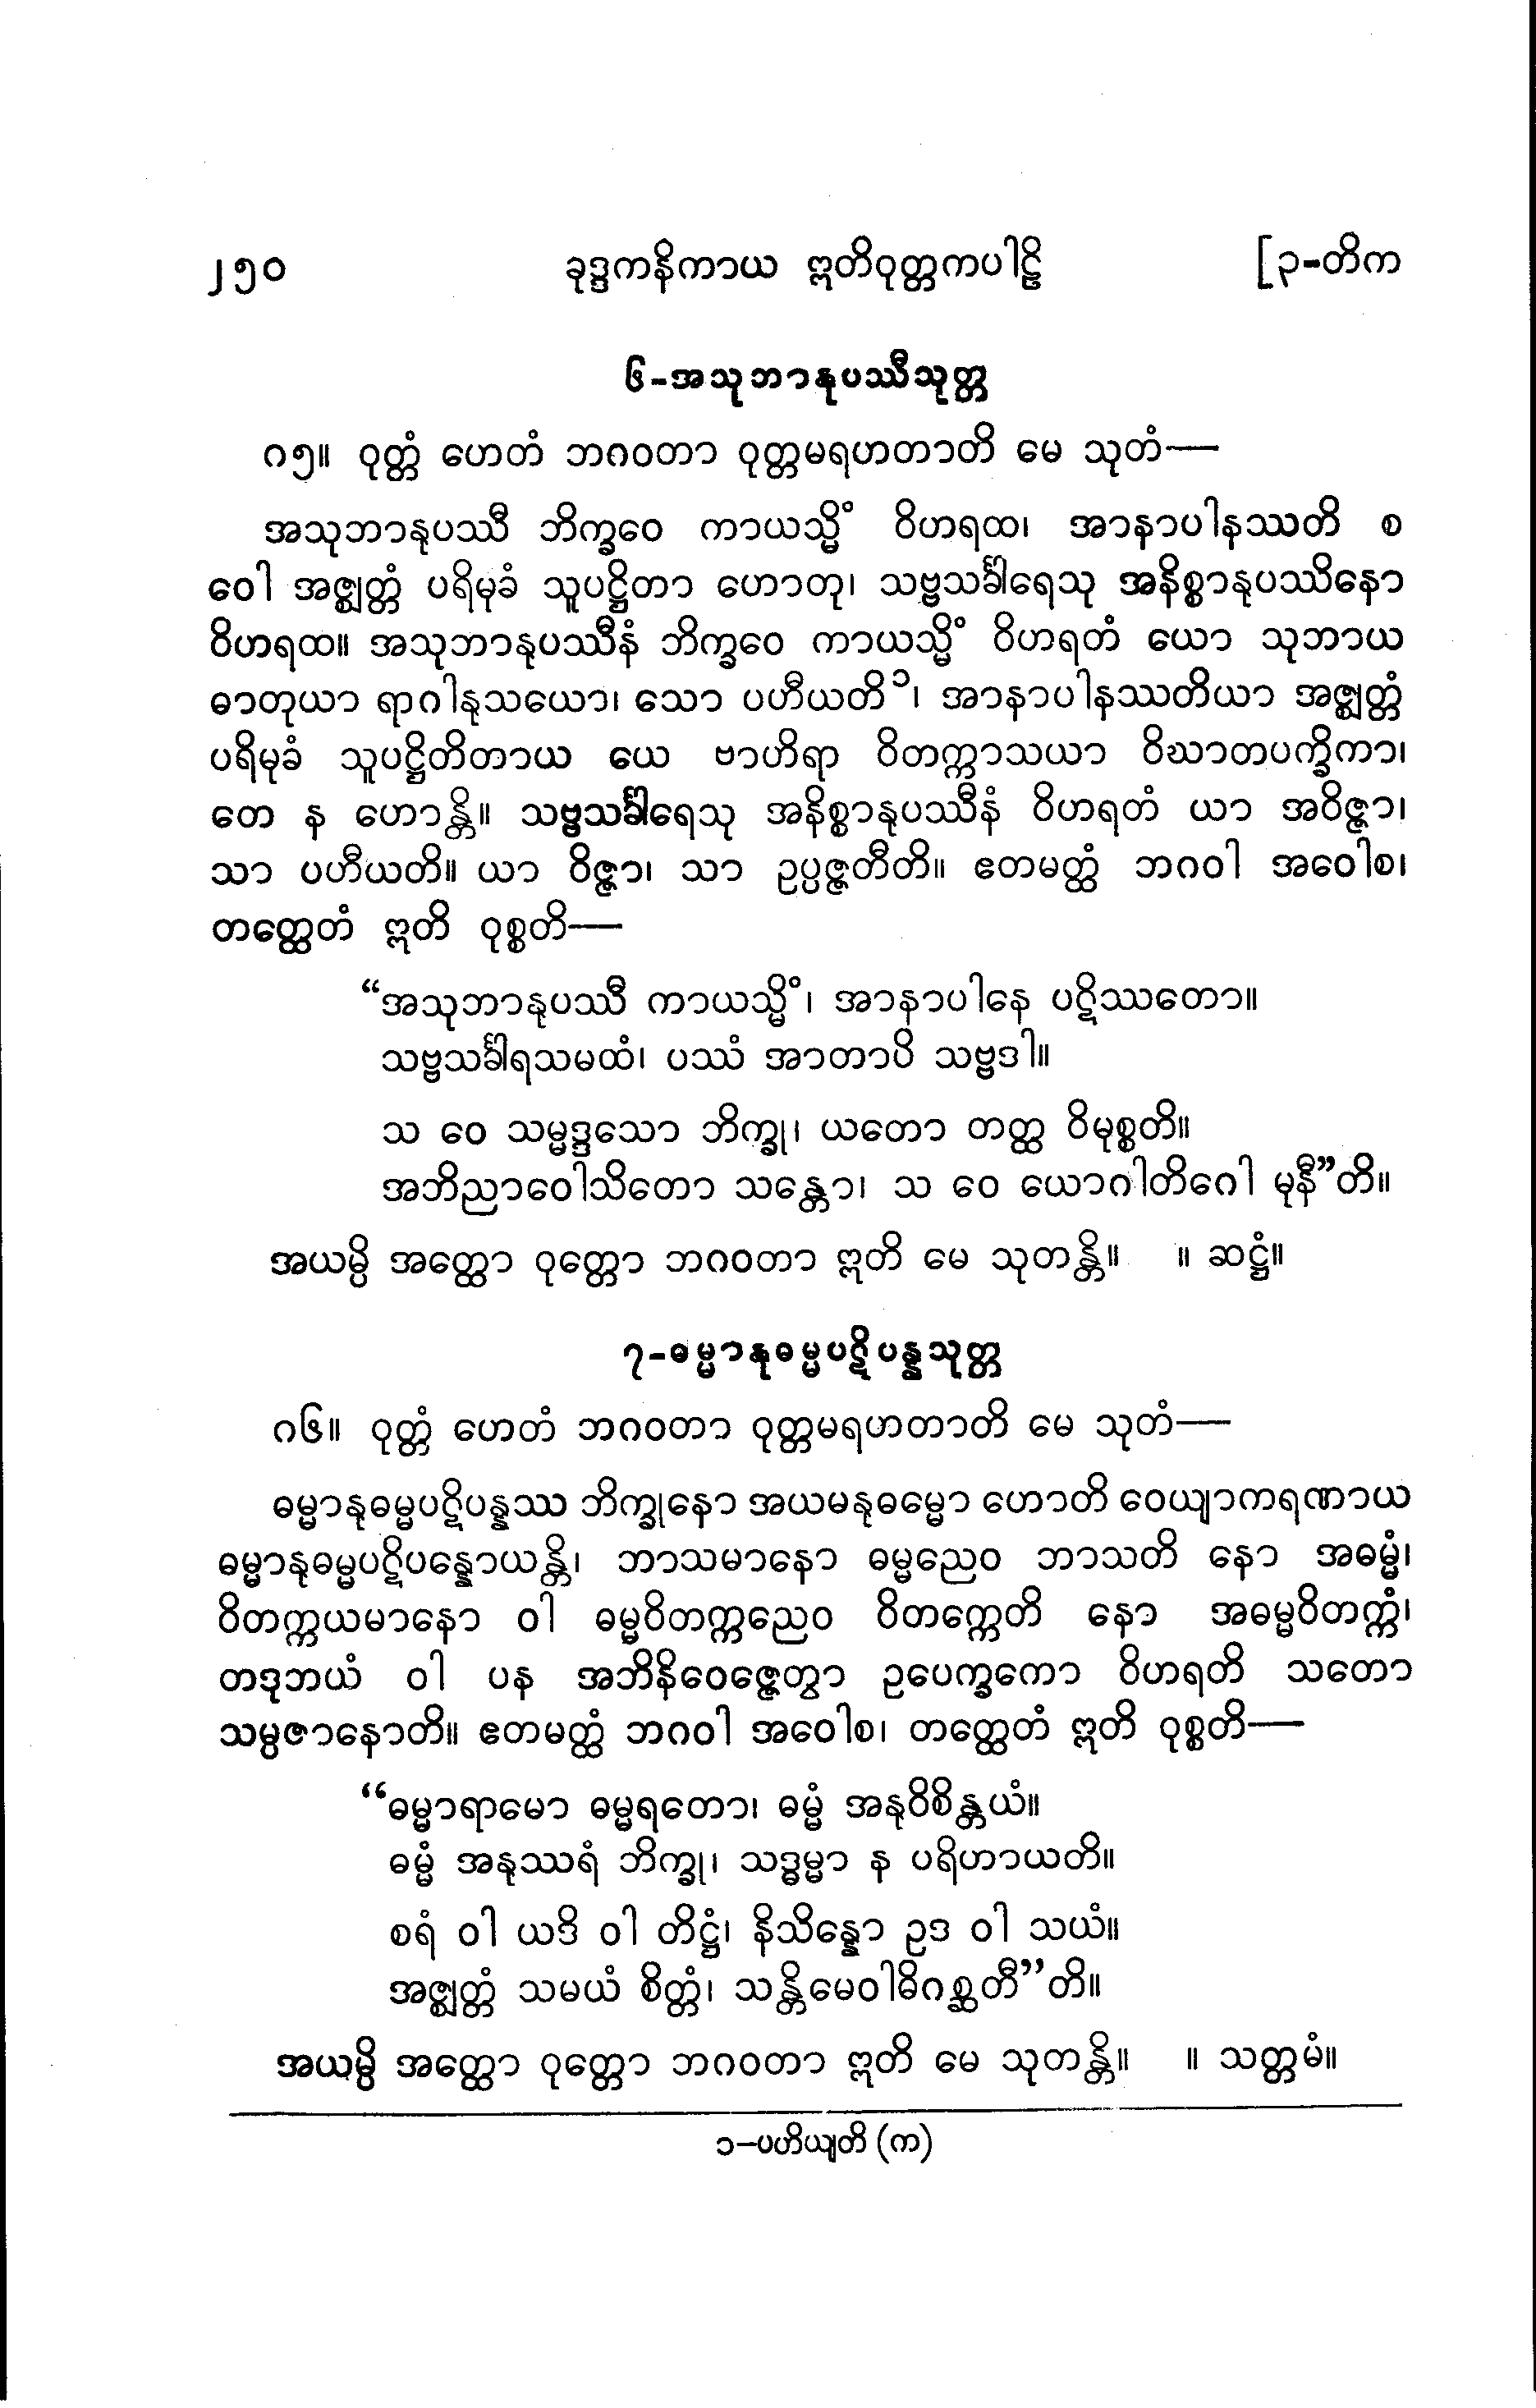 ၂၅၀ ခုဒ္ဒကနိကာယ ဣတိဝုတ္တကပါဠိ [၃-တိက
၆-အသုဘာနုပဿီသုတ္တ
၈၅။ ဝုတ္တံ ဟေတံ ဘဂဝတာ ဝုတ္တမရဟတာတိ မေ သုတံ—
အသုဘာနုပဿီ ဘိက္ခဝေ ကာယသ္မိံ ဝိဟရထ၊ အာနာပါနဿတိ စ
ဝေါ အဇ္ဈတ္တံ ပရိမုခံ သူပဋ္ဌိတာ ဟောတု၊ သဗ္ဗသင်္ခါရေသု အနိစ္စာနုပဿိနော
ဝိဟရထ။ အသုဘာနုပဿီနံ ဘိက္ခဝေ ကာယသ္မိံ ဝိဟရတံ ယော သုဘာယ
ဓာတုယာ ရာဂါနုသယော၊ သော ပဟီယတိ၁၊ အာနာပါနဿတိယာ အဇ္ဈတ္တံ
ပရိမုခံ သူပဋ္ဌိတိတာယ ယေ ဗာဟိရာ ဝိတက္ကာသယာ ဝိဃာတပက္ခိကာ၊
တေ န ဟောန္တိ။ သဗ္ဗသင်္ခါရေသု အနိစ္စာနုပဿီနံ ဝိဟရတံ ယာ အဝိဇ္ဇာ၊
သာ ပဟီယတိ။ ယာ ဝိဇ္ဇာ၊ သာ ဥပ္ပဇ္ဇတီတိ။ ဧတမတ္ထံ ဘဂဝါ အဝေါစ၊
တတ္ထေတံ ဣတိ ဝုစ္စတိ—
“အသုဘာနုပဿီ ကာယသ္မိံ၊ အာနာပါနေ ပဋိဿတော။
သဗ္ဗသင်္ခါရသမထံ၊ ပဿံ အာတာပိ သဗ္ဗဒါ။
သ ဝေ သမ္မဒ္ဒသော ဘိက္ခု၊ ယတော တတ္ထ ဝိမုစ္စတိ။
အဘိညာဝေါသိတော သန္တော၊ သ ဝေ ယောဂါတိဂေါ မုနီ”တိ။
အယမ္ပိ အတ္ထော ဝုတ္တော ဘဂဝတာ ဣတိ မေ သုတန္တိ။ ။ ဆဋ္ဌံ။
၇-ဓမ္မာနုဓမ္မပဋိပန္နသုတ္တ
၈၆။ ဝုတ္တံ ဟေတံ ဘဂဝတာ ဝုတ္တမရဟတာတိ မေ သုတံ—
ဓမ္မာနုဓမ္မပဋိပန္နဿ ဘိက္ခုနော အယမနုဓမ္မော ဟောတိ ဝေယျာကရဏာယ
ဓမ္မာနုဓမ္မပဋိပန္နောယန္တိ၊ ဘာသမာနော ဓမ္မညေဝ ဘာသတိ နော အဓမ္မံ၊
ဝိတက္ကယမာနော ဝါ ဓမ္မဝိတက္ကညေဝ ဝိတက္ကေတိ နော အဓမ္မဝိတက္ကံ၊
တဒုဘယံ ဝါ ပန အဘိနိဝေဇ္ဇေတွာ ဥပေက္ခကော ဝိဟရတိ သတော
သမ္ပဇာနောတိ။ ဧတမတ္ထံ ဘဂဝါ အဝေါစ၊ တတ္ထေတံ ဣတိ ဝုစ္စတိ—
“ဓမ္မာရာမော ဓမ္မရတော၊ ဓမ္မံ အနုဝိစိန္တယံ။
ဓမ္မံ အနုဿရံ ဘိက္ခု၊ သဒ္ဓမ္မာ န ပရိဟာယတိ။
စရံ ဝါ ယဒိ ဝါ တိဋ္ဌံ၊ နိသိန္နော ဥဒ ဝါ သယံ။
အဇ္ဈတ္တံ သမယံ စိတ္တံ၊ သန္တိမေဝါဓိဂစ္ဆတီ”တိ။
အယမ္ပိ အတ္ထော ဝုတ္တော ဘဂဝတာ ဣတိ မေ သုတန္တိ။ ။ သတ္တမံ။
၁-ပဟိယျတိ (က)